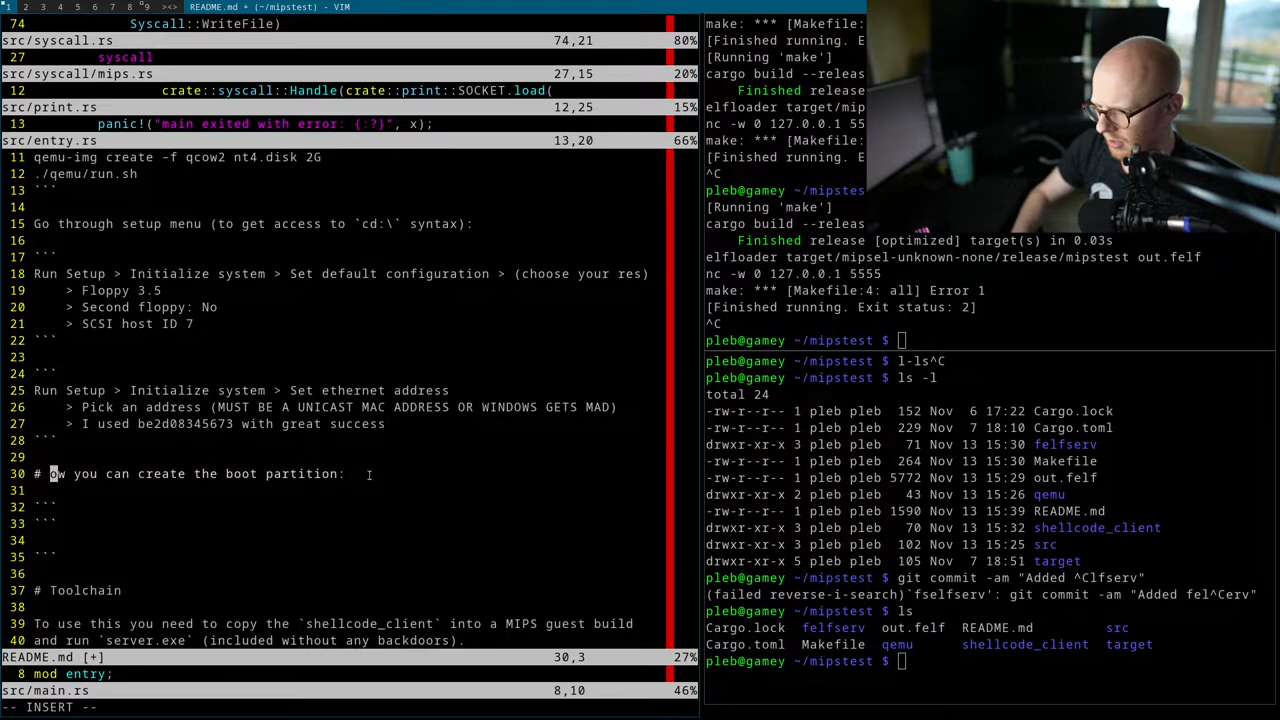 1 2 3 4 5 6 7 8 9 ><> README.md + (~/mipstest) - VIM
74 Syscall::WriteFile)
src/syscall.rs 74,21 80%
27 syscall
src/syscall/mips.rs 27,15 20%
12 crate::syscall::Handle(crate::print::SOCKET.load(
src/print.rs 12,25 15%
13 panic!("main exited with error: {:?}", x);
src/entry.rs 13,20 66%
11 qemu-img create -f qcow2 nt4.disk 2G
12 ./qemu/run.sh
13 ```
14
15 Go through setup menu (to get access to `cd:\` syntax):
16
17 ```
18 Run Setup > Initialize system > Set default configuration > (choose your res)
19 > Floppy 3.5
20 > Second floppy: No
21 > SCSI host ID 7
22 ```
23
24 ```
25 Run Setup > Initialize system > Set ethernet address
26 > Pick an address (MUST BE A UNICAST MAC ADDRESS OR WINDOWS GETS MAD)
27 > I used be2d08345673 with great success
28 ```
29
30 # ow you can create the boot partition:
31
32 ```
33 ```
34
35 ```
36
37 # Toolchain
38
39 To use this you need to copy the `shellcode_client` into a MIPS guest build
40 and run `server.exe` (included without any backdoors).
README.md [+] 30,3 27%
8 mod entry;
src/main.rs 8,10 46%
-- INSERT --
make: *** [Makefile:4: all] E
[Finished running. E
[Running 'make']
cargo build --releas
Finished release
elfloader target/mip
nc -w 0 127.0.0.1 55
make: *** [Makefile:
[Finished running. E
^C
pleb@gamey ~/mipstes
[Running 'make']
cargo build --releas
Finished release [optimized] target(s) in 0.03s
elfloader target/mipsel-unknown-none/release/mipstest out.felf
nc -w 0 127.0.0.1 5555
make: *** [Makefile:4: all] Error 1
[Finished running. Exit status: 2]
^C
pleb@gamey ~/mipstest $
pleb@gamey ~/mipstest $ l-ls^C
pleb@gamey ~/mipstest $ ls -l
total 24
-rw-r--r-- 1 pleb pleb 152 Nov 6 17:22 Cargo.lock
-rw-r--r-- 1 pleb pleb 229 Nov 7 18:10 Cargo.toml
drwxr-xr-x 3 pleb pleb 71 Nov 13 15:30 felfserv
-rw-r--r-- 1 pleb pleb 264 Nov 13 15:30 Makefile
-rw-r--r-- 1 pleb pleb 5772 Nov 13 15:29 out.felf
drwxr-xr-x 2 pleb pleb 43 Nov 13 15:26 qemu
-rw-r--r-- 1 pleb pleb 1590 Nov 13 15:39 README.md
drwxr-xr-x 3 pleb pleb 70 Nov 13 15:32 shellcode_client
drwxr-xr-x 3 pleb pleb 102 Nov 13 15:25 src
drwxr-xr-x 5 pleb pleb 105 Nov 7 18:51 target
pleb@gamey ~/mipstest $ git commit -am "Added ^Clfserv"
(failed reverse-i-search)`fselfserv': git commit -am "Added fel^Cerv"
pleb@gamey ~/mipstest $ ls
Cargo.lock felfserv out.felf README.md src
Cargo.toml Makefile qemu shellcode_client target
pleb@gamey ~/mipstest $